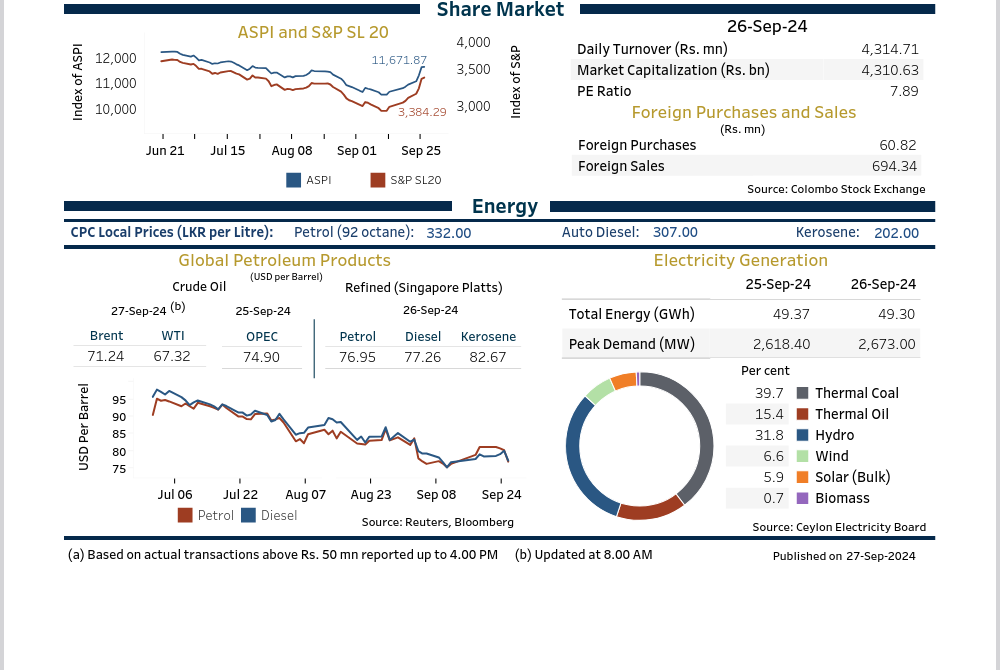 Share Market
ASPI and S&P SL 20
Index of ASPI
12,000
11,000
10,000
4,000
3,500
3,000
Index of S&P
11,671.87
3,384.29
Jun 21 Jul 15 Aug 08 Sep 01 Sep 25
ASPI S&P SL20
26-Sep-24
Daily Turnover (Rs. mn) 4,314.71
Market Capitalization (Rs. bn) 4,310.63
PE Ratio 7.89
Foreign Purchases and Sales
(Rs. mn)
Foreign Purchases 60.82
Foreign Sales 694.34
Source: Colombo Stock Exchange
Energy
CPC Local Prices (LKR per Litre): Petrol (92 octane): 332.00 Auto Diesel: 307.00 Kerosene: 202.00
Global Petroleum Products
(USD per Barrel)
Crude Oil Refined (Singapore Platts)
27-Sep-24 (b) 25-Sep-24 26-Sep-24
Brent WTI OPEC Petrol Diesel Kerosene
71.24 67.32 74.90 76.95 77.26 82.67
USD Per Barrel
95
90
85
80
75
Jul 06 Jul 22 Aug 07 Aug 23 Sep 08 Sep 24
Petrol Diesel
Source: Reuters, Bloomberg
Electricity Generation
25-Sep-24 26-Sep-24
Total Energy (GWh) 49.37 49.30
Peak Demand (MW) 2,618.40 2,673.00
Per cent
39.7 Thermal Coal
15.4 Thermal Oil
31.8 Hydro
6.6 Wind
5.9 Solar (Bulk)
0.7 Biomass
Source: Ceylon Electricity Board
(a) Based on actual transactions above Rs. 50 mn reported up to 4.00 PM (b) Updated at 8.00 AM Published on 27-Sep-2024